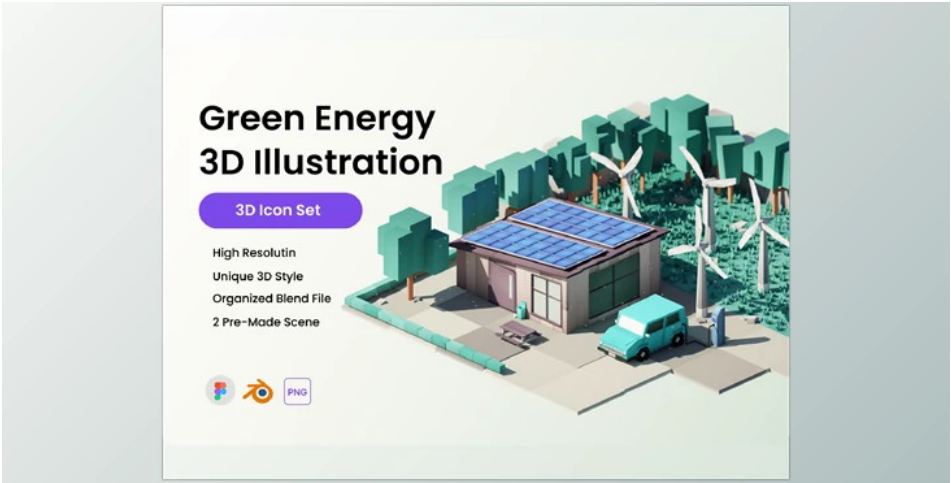 Green Energy
3D Illustration
3D Icon Set
High Resolutin
Unique 3D Style
Organized Blend File
2 Pre-Made Scene
PNG